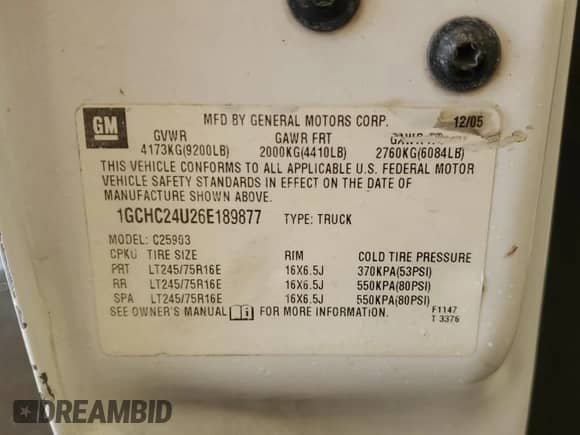 GM
MFD BY GENERAL MOTORS CORP. 12/05
GVWR GAWR FRT
4173KG(9200LB) 2000KG(4410LB) 2760KG(6084LB)
THIS VEHICLE CONFORMS TO ALL APPLICABLE U.S. FEDERAL MOTOR
VEHICLE SAFETY STANDARDS IN EFFECT ON THE DATE OF
MANUFACTURE SHOWN ABOVE.
1GCHC24U26E189877 TYPE: TRUCK
MODEL: C25903
TIRE SIZE RIM COLD TIRE PRESSURE
LT245/75R16E 16X6.5J 370KPA(53PSI)
RR LT245/75R16E 16X6.5J 550KPA(80PSI)
SPA LT245/75R16E 16X6.5J 550KPA(80PSI)
SEE OWNER'S MANUAL FOR MORE INFORMATION.
F1147
T 3376
DREAMBID